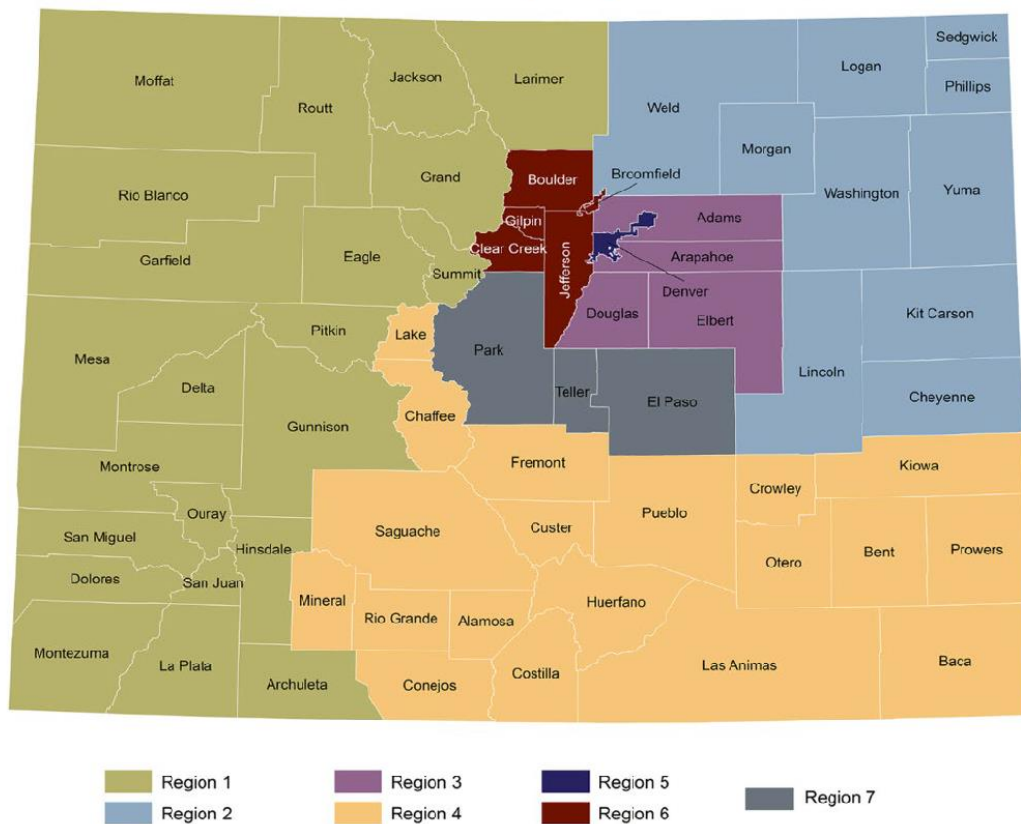 Sedgwick
Logan
Jackson
Larimer
Moffat
Phillips
Routt
Weld
Morgan
Grand
Broomfield
Boulder
Rio Blanco
Washington
Yuma
Adams
Gilpin
Clear Creek
Eagle
Garfield
Arapahoe
Jefferson
Summit
Denver
Douglas
Elbert
Kit Carson
Pitkin
Lake
Park
Mesa
Lincoln
Delta
Teller
El Paso
Cheyenne
Chaffee
Gunnison
Fremont
Kiowa
Montrose
Crowley
Ouray
Pueblo
Custer
Saguache
San Miguel
Hinsdale
Bent
Prowers
Otero
Dolores
San Juan
Mineral
Huerfano
Rio Grande
Alamosa
Montezuma
La Plata
Las Animas
Baca
Costilla
Archuleta
Conejos
Region 1
Region 3
Region 5
Region 7
Region 2
Region 4
Region 6